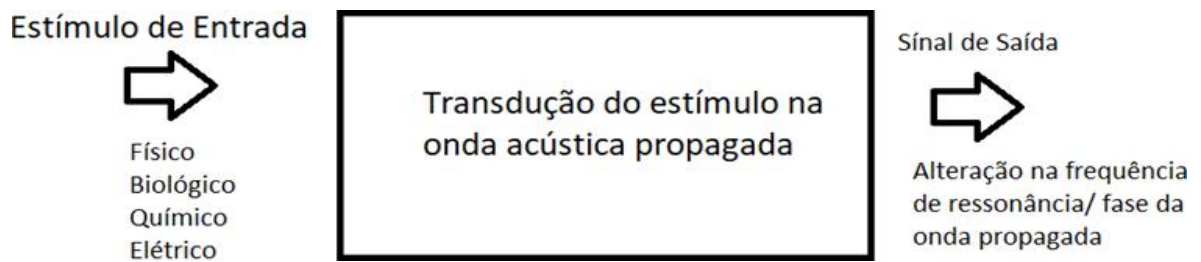 Estímulo de Entrada
Físico
Biológico
Químico
Elétrico
Transdução do estímulo na
onda acústica propagada
Sínal de Saída
Alteração na frequência
de ressonância/ fase da
onda propagada